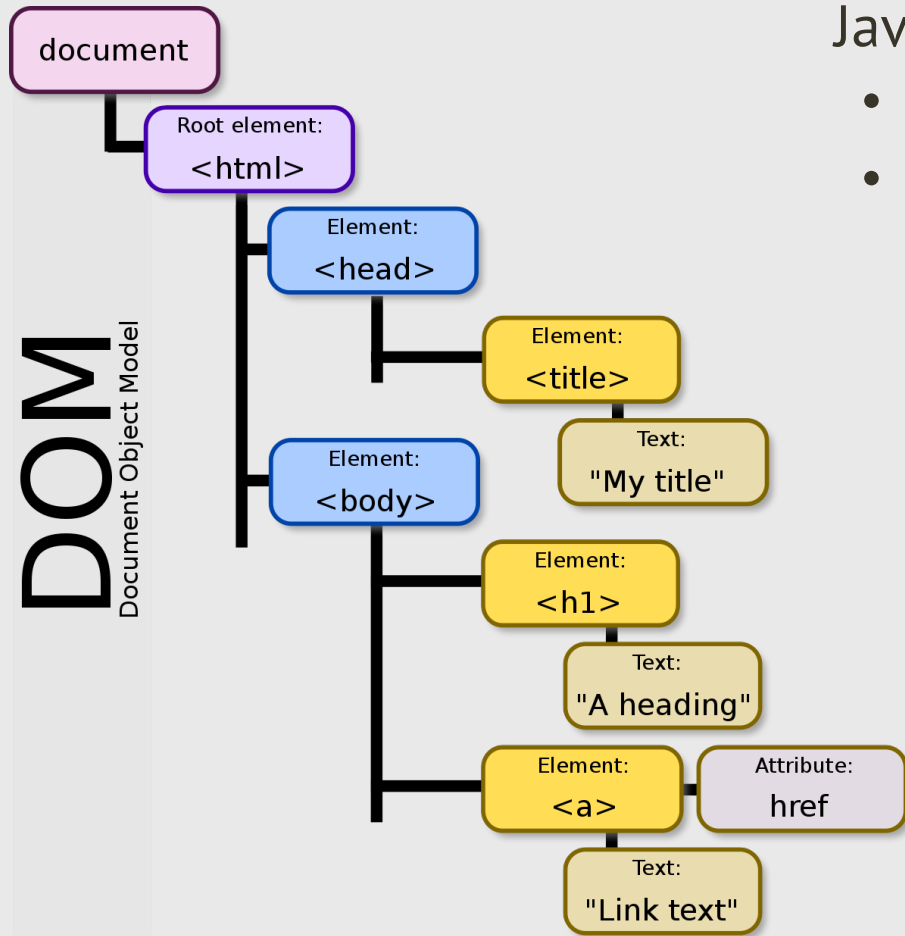 document
Root element:
<html>
Element:
<head>
Element:
<title>
Text:
"My title"
Element:
<body>
Element:
<h1>
Text:
"A heading"
Element:
<a>
Attribute:
href
Text:
"Link text"
DOM
Document Object Model